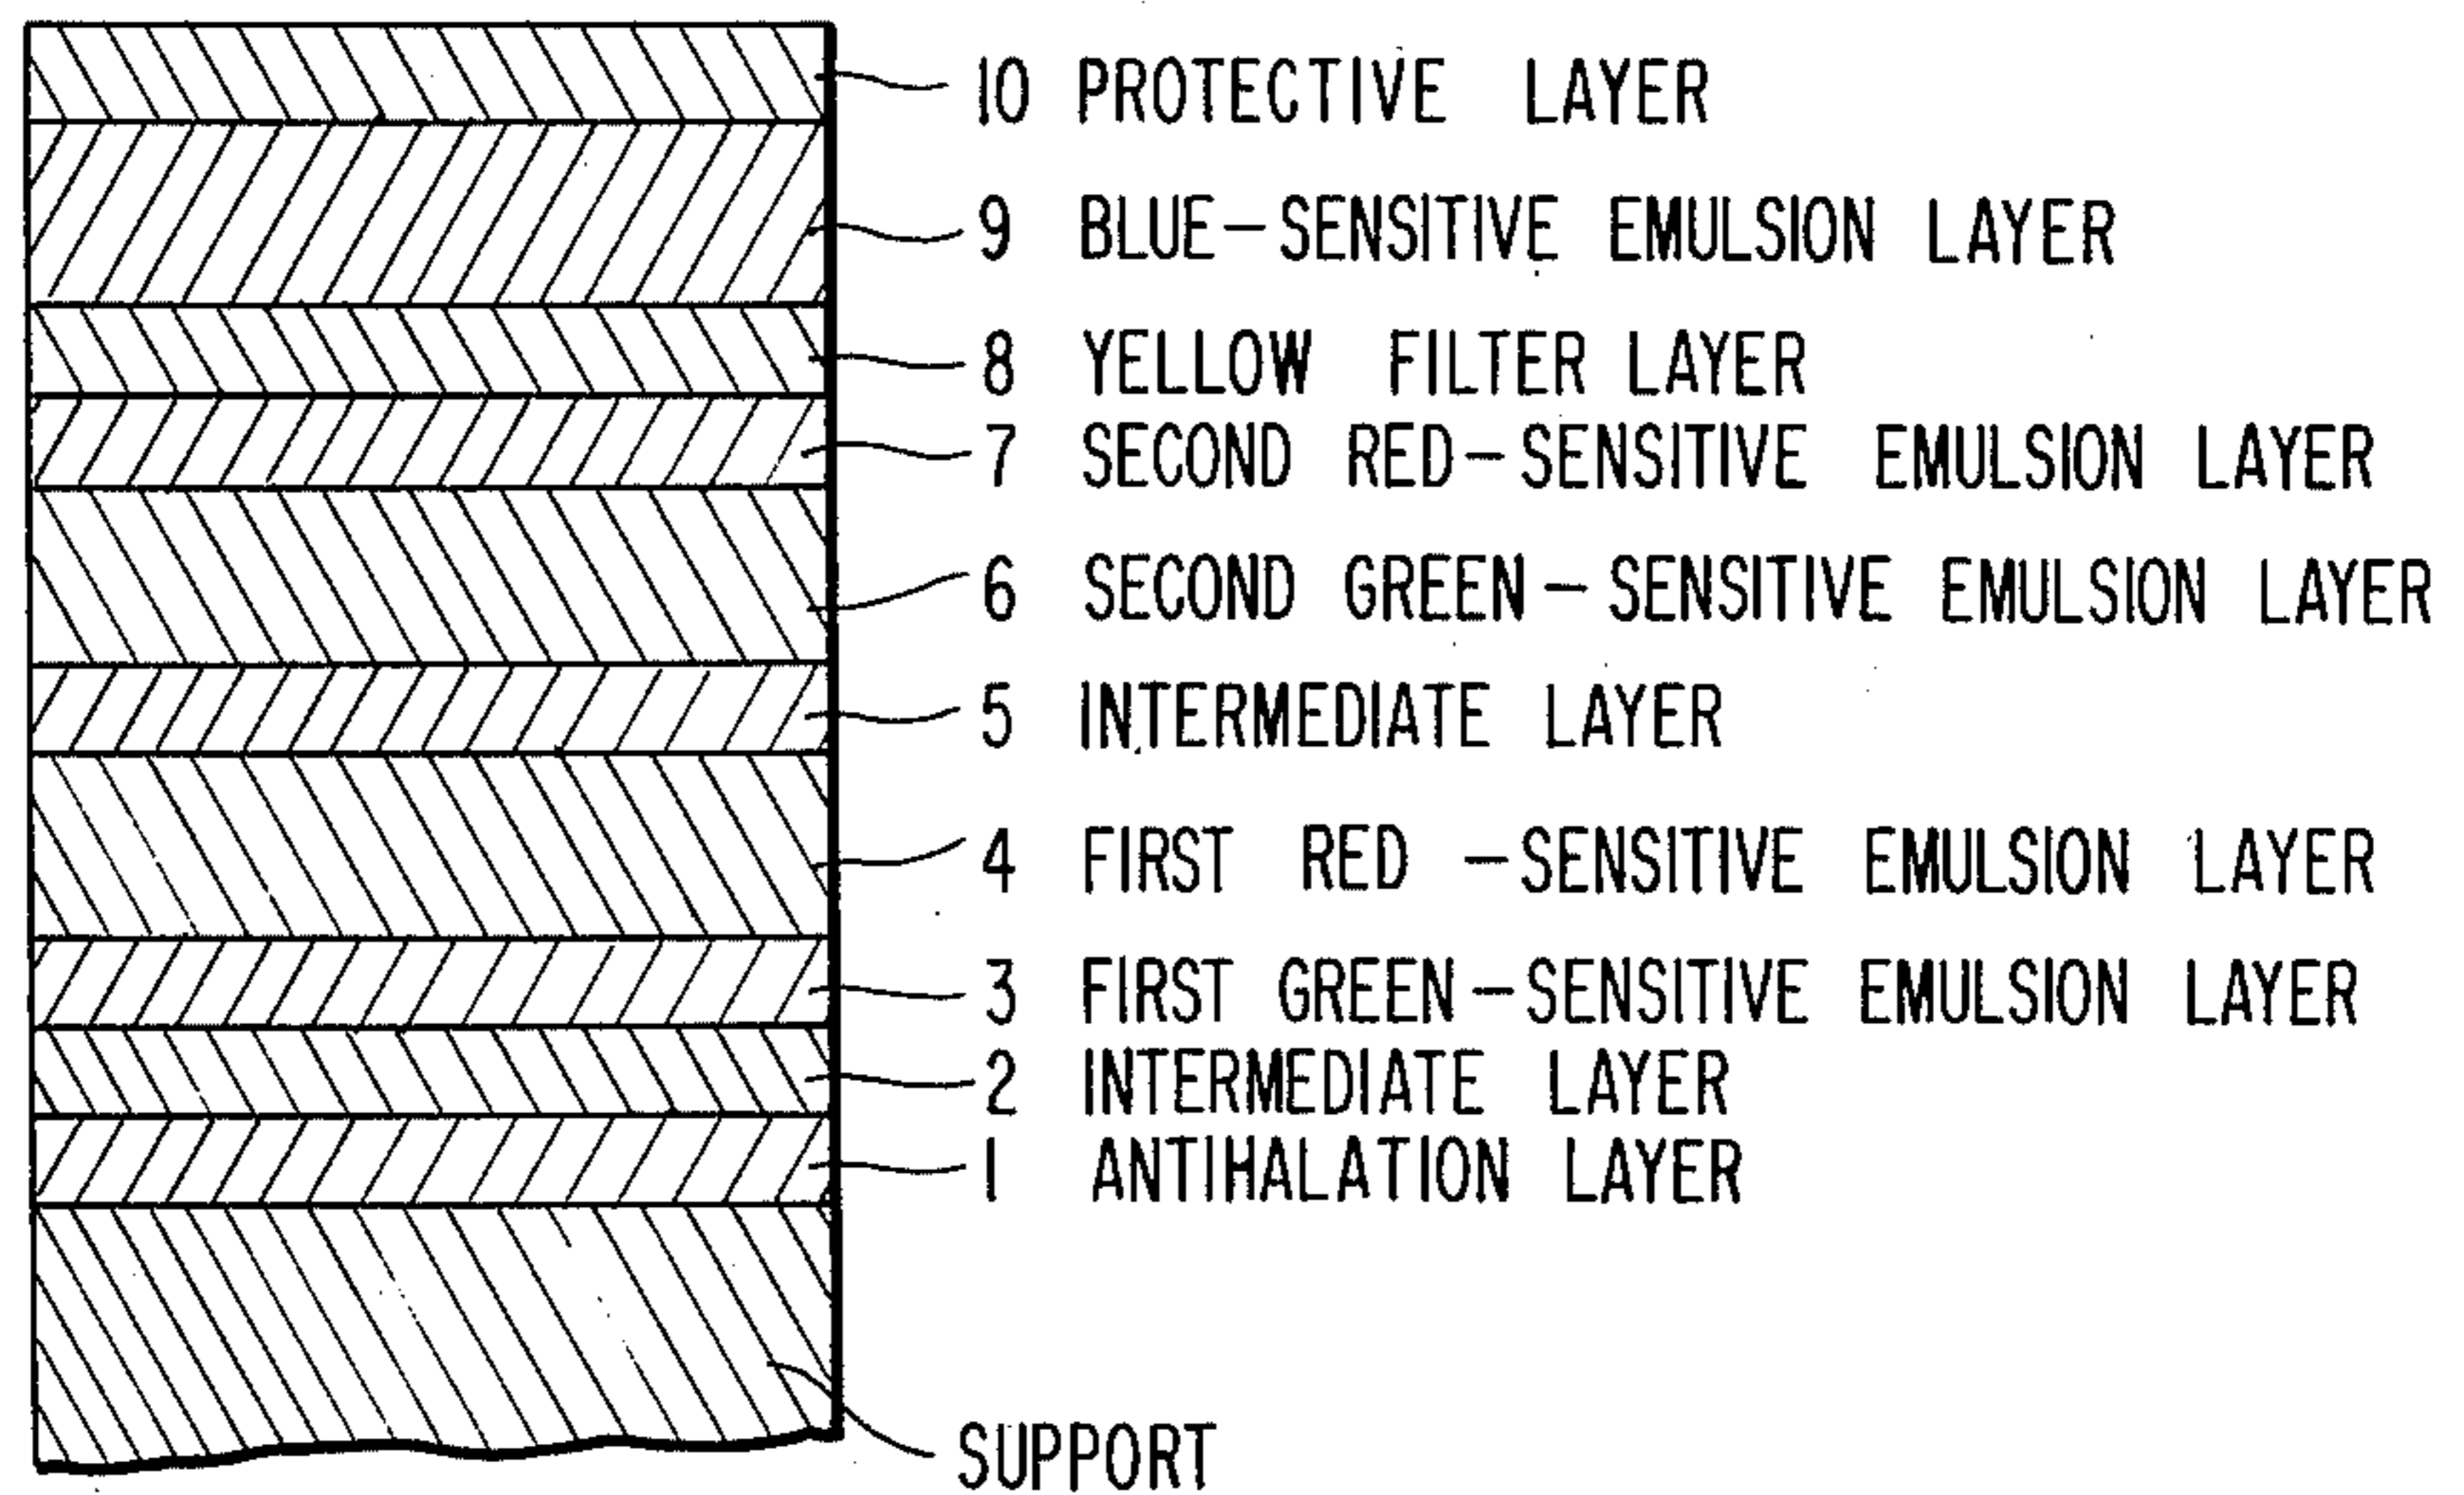 10 PROTECTIVE LAYER
9 BLUE-SENSITIVE EMULSION LAYER
8 YELLOW FILTER LAYER
7 SECOND RED-SENSITIVE EMULSION LAYER
6 SECOND GREEN-SENSITIVE EMULSION LAYER
5 INTERMEDIATE LAYER
4 FIRST RED -SENSITIVE EMULSION LAYER
3 FIRST GREEN-SENSITIVE EMULSION LAYER
2 INTERMEDIATE LAYER
1 ANTIHALATION LAYER
SUPPORT